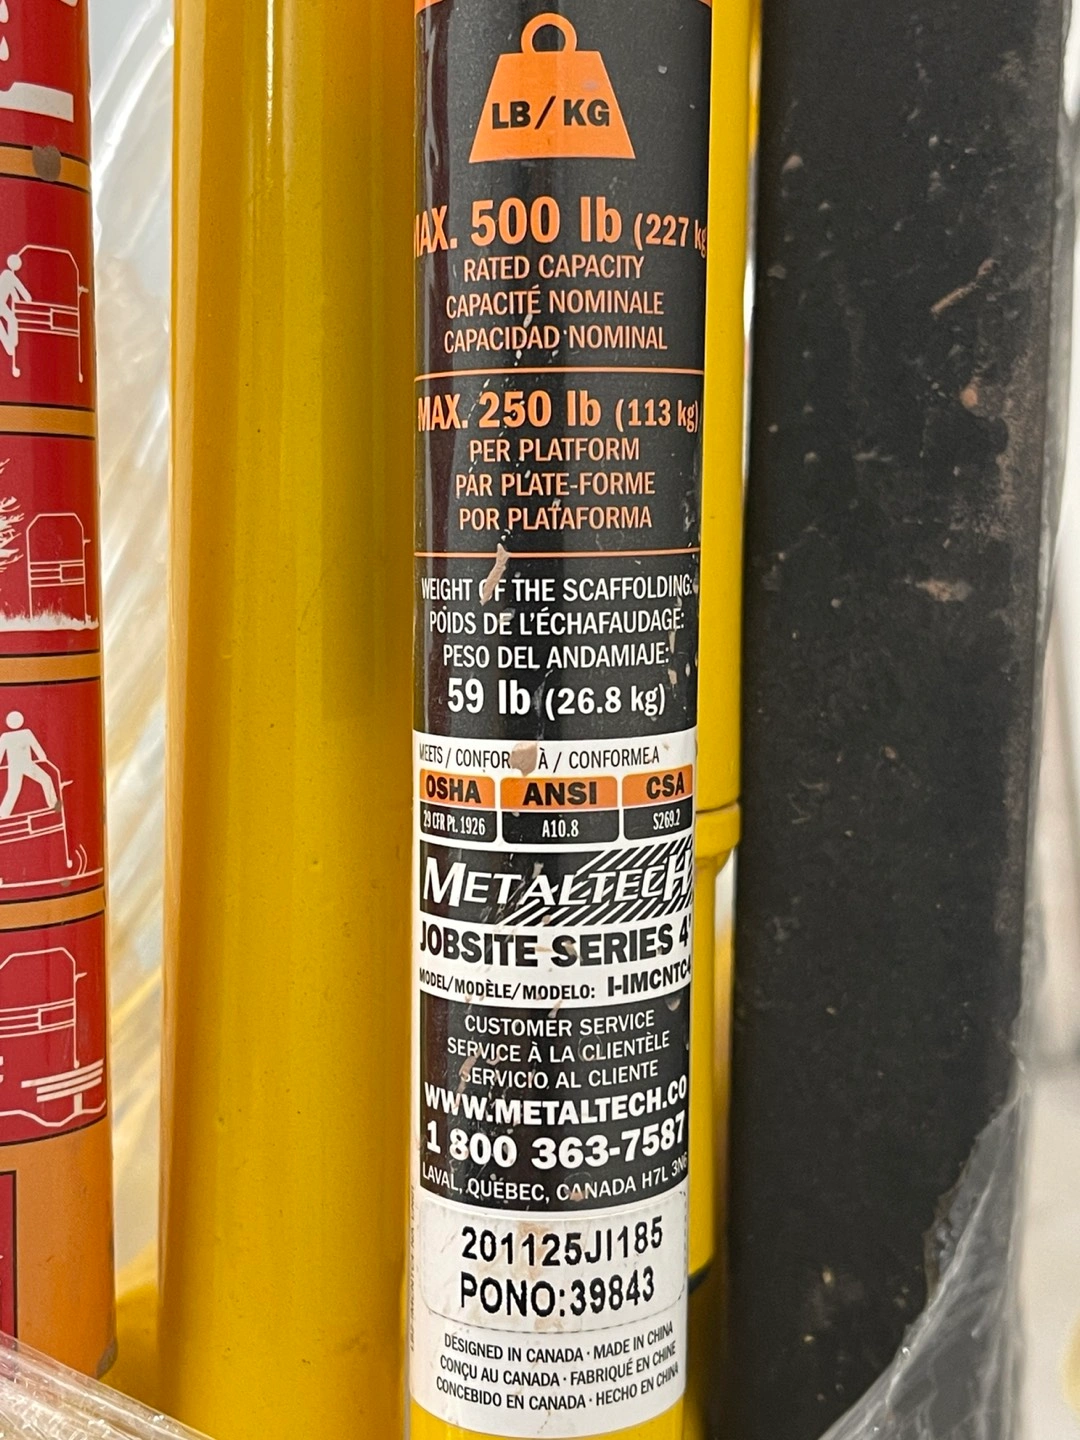 LB/KG
MAX. 500 lb (227 kg
RATED CAPACITY
CAPACITÉ NOMINALE
CAPACIDAD NOMINAL
MAX. 250 lb (113 kg)
PER PLATFORM
PAR PLATE-FORME
POR PLATAFORMA
WEIGHT OF THE SCAFFOLDING:
POIDS DE L'ÉCHAFAUDAGE:
PESO DEL ANDAMIAJE:
59 lb (26.8 kg)
MEETS / CONFOR À / CONFORME A
OSHA ANSI CSA
29 CFR Pt. 1926 A10.8 S269.2
METALTECH
JOBSITE SERIES 4'
MODEL/MODÈLE/MODELO: I-IMCNTC4
CUSTOMER SERVICE
SERVICE À LA CLIENTÈLE
SERVICIO AL CLIENTE
WWW.METALTECH.CO
1 800 363-7587
LAVAL, QUÉBEC, CANADA H7L 3N6
201125JI185
PONO:39843
DESIGNED IN CANADA · MADE IN CHINA
CONÇU AU CANADA · FABRIQUÉ EN CHINE
CONCEBIDO EN CANADA · HECHO EN CHINA